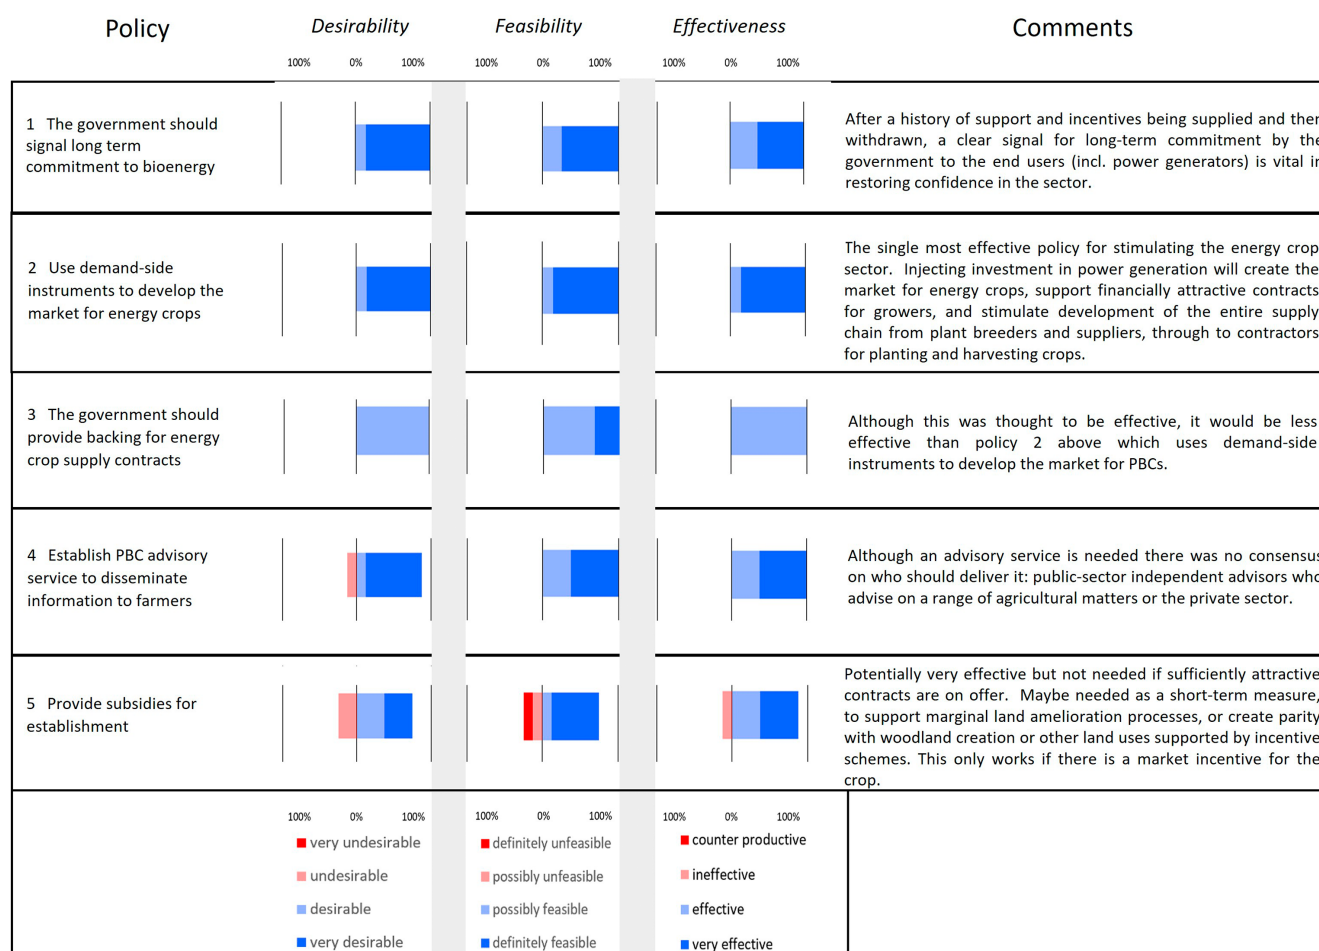 Policy
Desirability
Feasibility
Effectiveness
Comments
100% 0% 100%
100% 0% 100%
100% 0% 100%
1 The government should
signal long term
commitment to bioenergy
After a history of support and incentives being supplied and then
withdrawn, a clear signal for long-term commitment by the
government to the end users (incl. power generators) is vital in
restoring confidence in the sector.
2 Use demand-side
instruments to develop the
market for energy crops
The single most effective policy for stimulating the energy crop
sector. Injecting investment in power generation will create the
market for energy crops, support financially attractive contracts
for growers, and stimulate development of the entire supply
chain from plant breeders and suppliers, through to contractors
for planting and harvesting crops.
3 The government should
provide backing for energy
crop supply contracts
Although this was thought to be effective, it would be less
effective than policy 2 above which uses demand-side
instruments to develop the market for PBCs.
4 Establish PBC advisory
service to disseminate
information to farmers
Although an advisory service is needed there was no consensus
on who should deliver it: public-sector independent advisors who
advise on a range of agricultural matters or the private sector.
5 Provide subsidies for
establishment
Potentially very effective but not needed if sufficiently attractive
contracts are on offer. Maybe needed as a short-term measure,
to support marginal land amelioration processes, or create parity
with woodland creation or other land uses supported by incentive
schemes. This only works if there is a market incentive for the
crop.
100% 0% 100%
100% 0% 100%
100% 0% 100%
very undesirable
undesirable
desirable
very desirable
definitely unfeasible
possibly unfeasible
possibly feasible
definitely feasible
counter productive
ineffective
effective
very effective